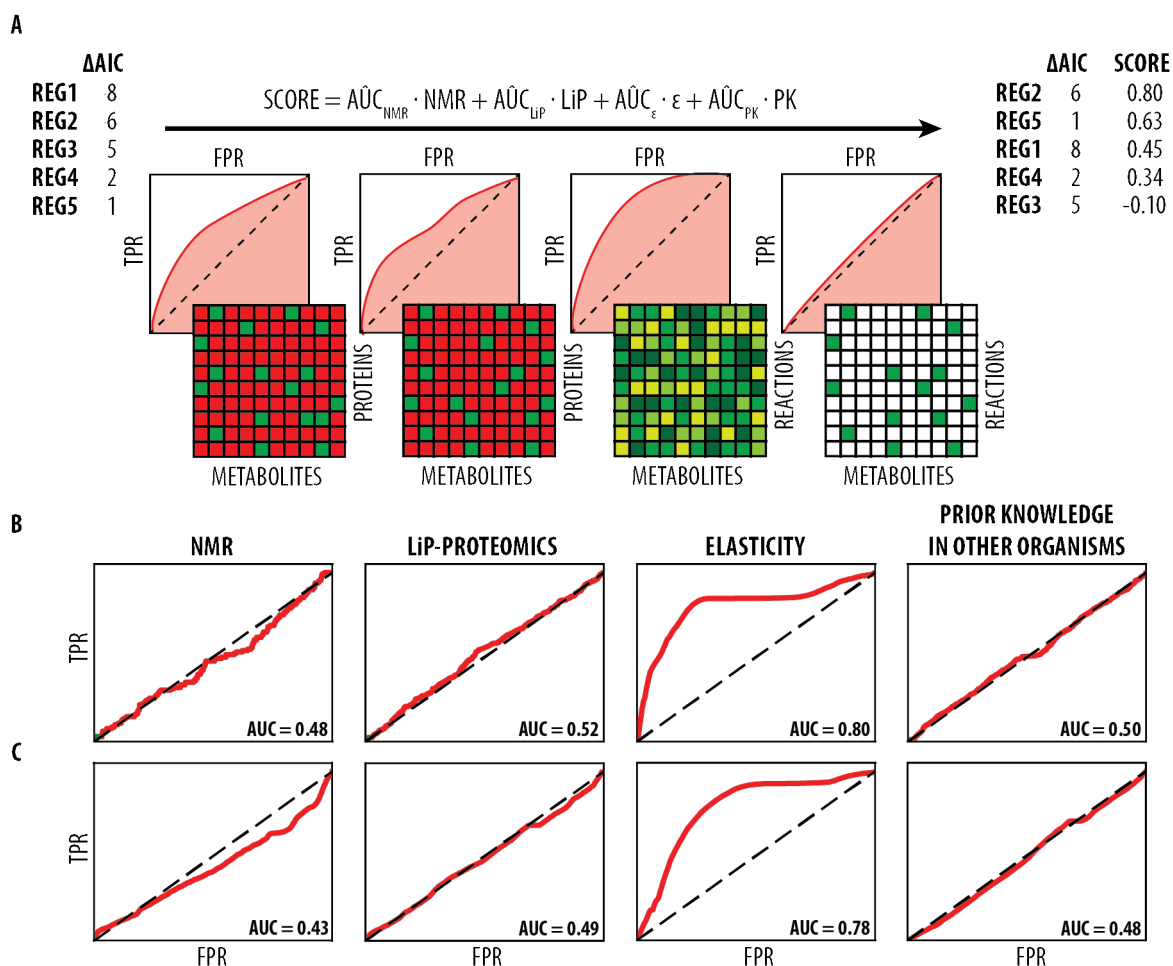 A
ΔAIC
REG1 8
REG2 6
REG3 5
REG4 2
REG5 1
SCORE = AÛC_NMR · NMR + AÛC_LiP · LiP + AÛC_ε · ε + AÛC_PK · PK
ΔAIC SCORE
REG2 6 0.80
REG5 1 0.63
REG1 8 0.45
REG4 2 0.34
REG3 5 -0.10
FPR FPR FPR FPR
TPR TPR TPR TPR
PROTEINS PROTEINS REACTIONS REACTIONS
METABOLITES METABOLITES METABOLITES METABOLITES
B
NMR
LiP-PROTEOMICS
ELASTICITY
PRIOR KNOWLEDGE
IN OTHER ORGANISMS
TPR
AUC = 0.48 AUC = 0.52 AUC = 0.80 AUC = 0.50
C
TPR
AUC = 0.43 AUC = 0.49 AUC = 0.78 AUC = 0.48
FPR FPR FPR FPR